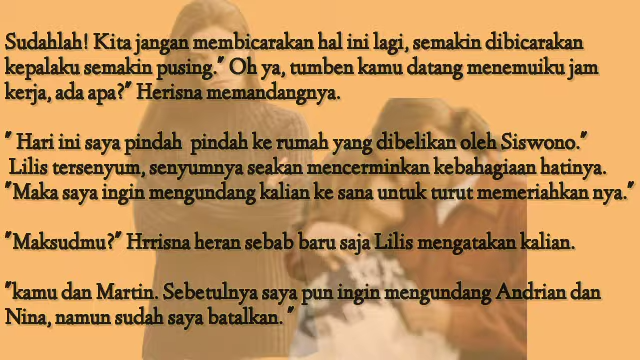 Sudahlah! Kita jangan membicarakan hal ini lagi, semakin dibicarakan
kepalaku semakin pusing." Oh ya, tumben kamu datang menemuiku jam
kerja, ada apa?" Herisna memandangnya.
" Hari ini saya pindah pindah ke rumah yang dibelikan oleh Siswono."
Lilis tersenyum, senyumnya seakan mencerminkan kebahagiaan hatinya.
"Maka saya ingin mengundang kalian ke sana untuk turut memeriahkan nya."
"Maksudmu?" Hrrisna heran sebab baru saja Lilis mengatakan kalian.
"kamu dan Martin. Sebetulnya saya pun ingin mengundang Andrian dan
Nina, namun sudah saya batalkan. "